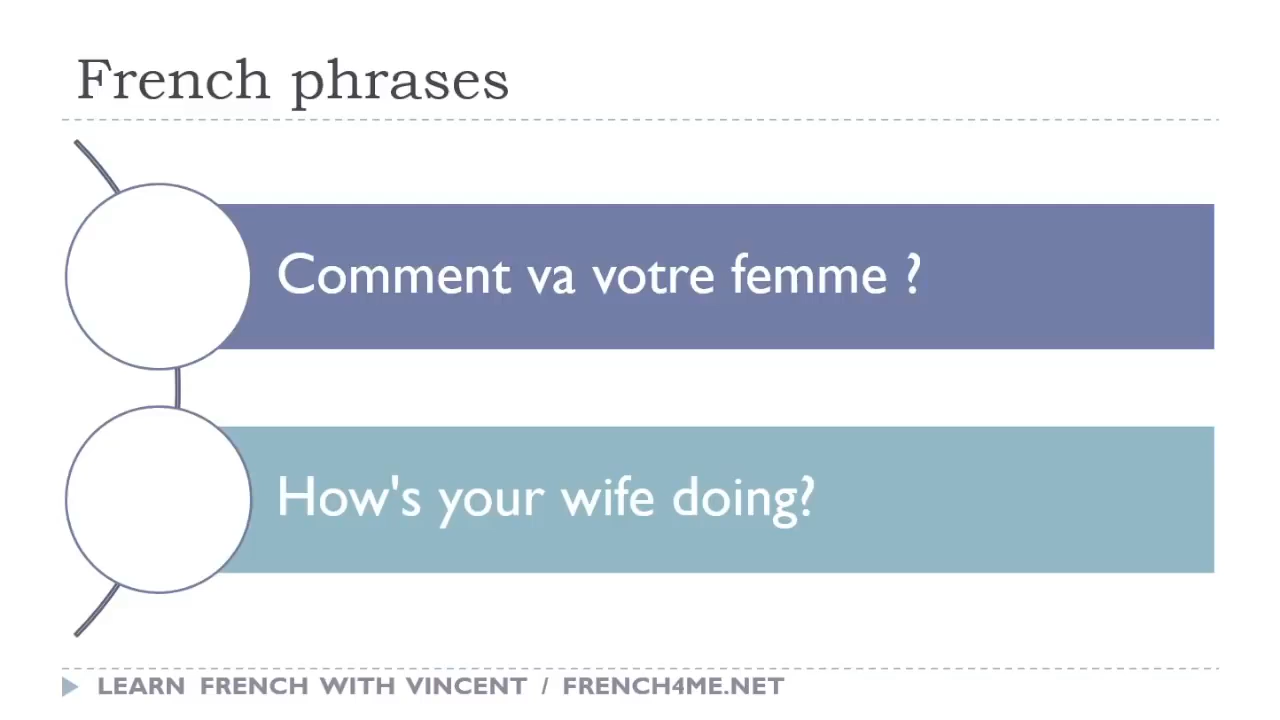 French phrases
Comment va votre femme ?
How's your wife doing?
LEARN FRENCH WITH VINCENT / FRENCH4ME.NET